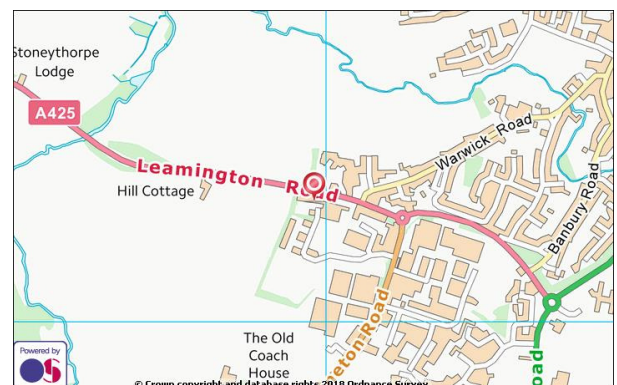 Stoneythorpe
Lodge
A425
Leamington Road
Hill Cottage
Warwick Road
Banbury Road
The Old
Coach
House
Road
Powered by
OS
© Crown copyright and database rights 2018 Ordnance Survey